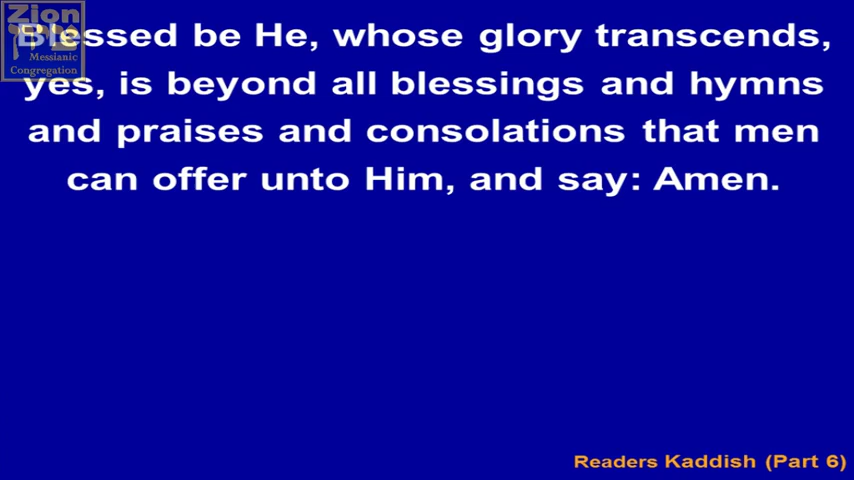 Zion
Messianic
Congregation
Blessed be He, whose glory transcends,
yes, is beyond all blessings and hymns
and praises and consolations that men
can offer unto Him, and say: Amen.
Readers Kaddish (Part 6)